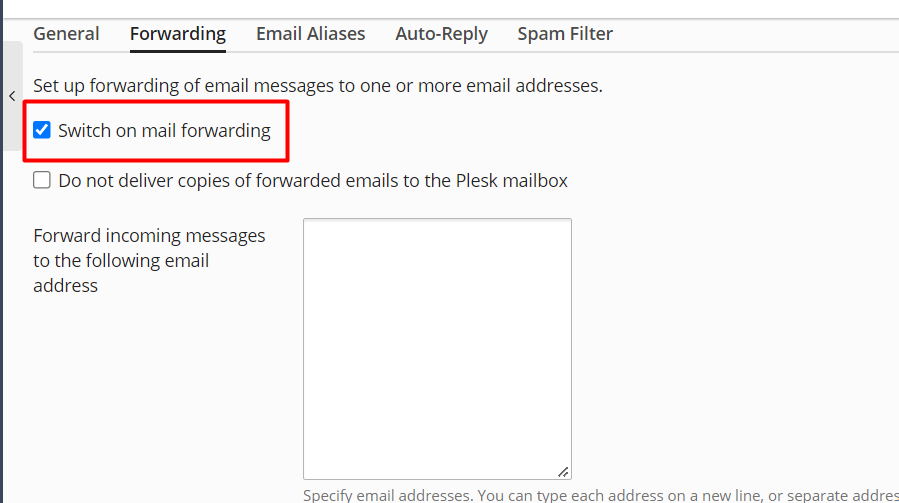 General Forwarding Email Aliases Auto-Reply Spam Filter
Set up forwarding of email messages to one or more email addresses.
Switch on mail forwarding
Do not deliver copies of forwarded emails to the Plesk mailbox
Forward incoming messages
to the following email
address
Specify email addresses. You can type each address on a new line, or separate